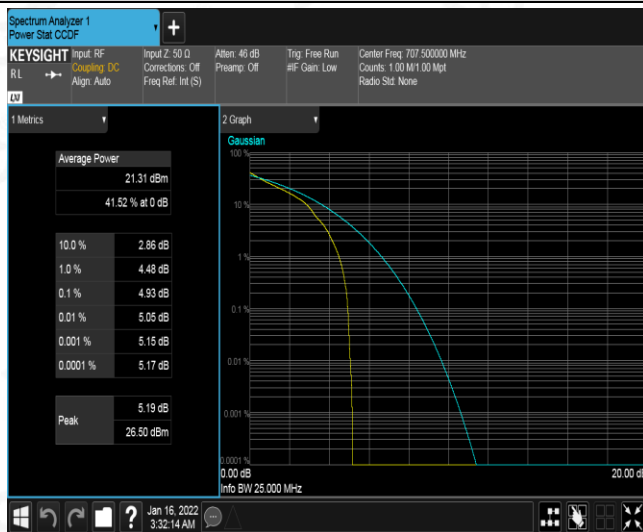 Spectrum Analyzer 1
Power Stat CCDF
+
KEYSIGHT
RL
LXI
Input: RF
Coupling: DC
Align: Auto
Input Z: 50 Ω
Corrections: Off
Freq Ref: Int (S)
Atten: 46 dB
Preamp: Off
Trig: Free Run
#IF Gain: Low
Center Freq: 707.500000 MHz
Counts: 1.00 M/1.00 Mpt
Radio Std: None
1 Metrics
Average Power
21.31 dBm
41.52 % at 0 dB
10.0 % 2.86 dB
1.0 % 4.48 dB
0.1 % 4.93 dB
0.01 % 5.05 dB
0.001 % 5.15 dB
0.0001 % 5.17 dB
Peak
5.19 dB
26.50 dBm
2 Graph
Gaussian
100 %
10 %
1 %
0.1 %
0.01 %
0.001 %
0.0001 %
0.00 dB
20.00 dB
Info BW 25.000 MHz
?
Jan 16, 2022
3:32:14 AM